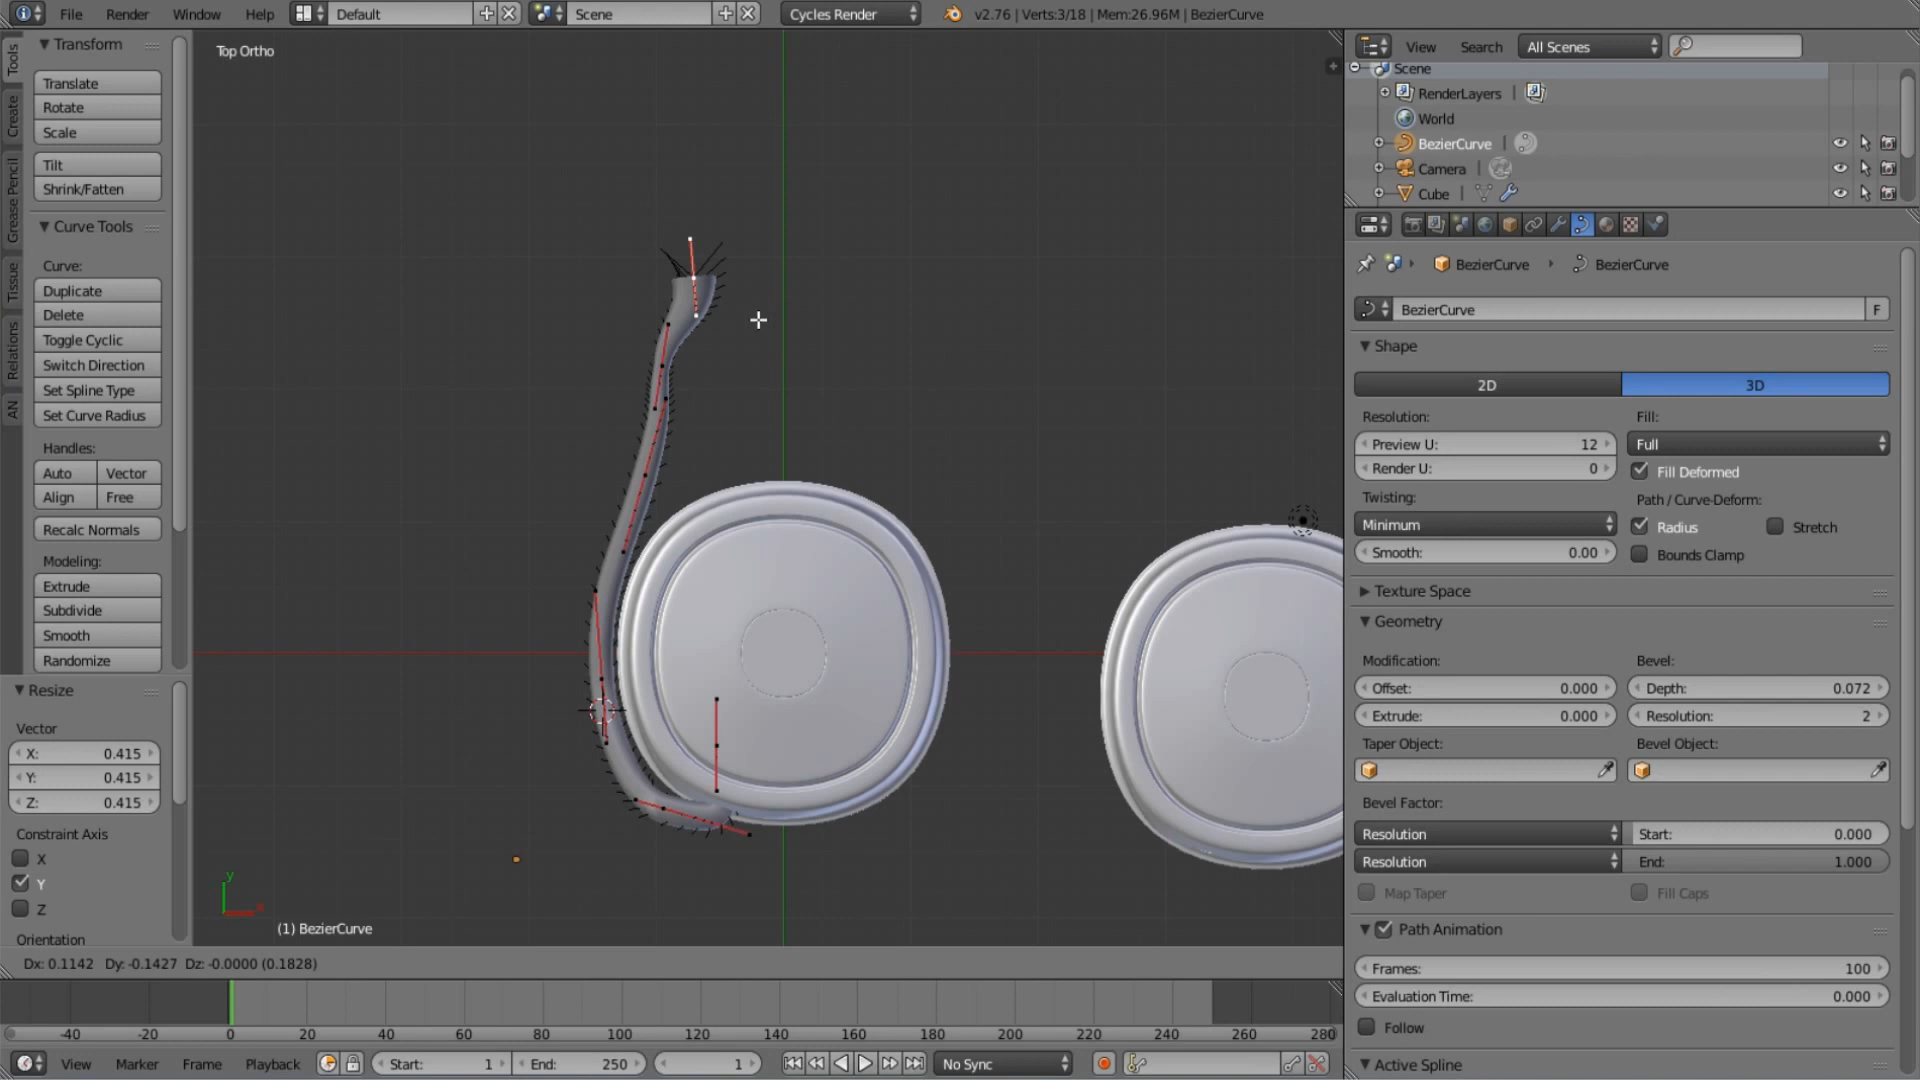 File Render Window Help Default Scene Cycles Render v2.76 | Verts:3/18 | Mem:26.96M | BezierCurve
Tools
Create
Grease Pencil
Tissue
Relations
AN
Transform
Translate
Rotate
Scale
Tilt
Shrink/Fatten
Curve Tools
Curve:
Duplicate
Delete
Toggle Cyclic
Switch Direction
Set Spline Type
Set Curve Radius
Handles:
Auto Vector
Align Free
Recalc Normals
Modeling:
Extrude
Subdivide
Smooth
Randomize
Resize
Vector
X: 0.415
Y: 0.415
Z: 0.415
Constraint Axis
X
Y
Z
Orientation
Top Ortho
y
x
(1) BezierCurve
Dx: 0.1142 Dy: -0.1427 Dz: -0.0000 (0.1828)
-40 -20 0 20 40 60 80 100 120 140 160 180 200 220 240 260 280
View Marker Frame Playback Start: 1 End: 250 1 No Sync
View Search All Scenes
Scene
RenderLayers |
World
BezierCurve |
Camera |
Cube |
BezierCurve BezierCurve
BezierCurve F
Shape
2D 3D
Resolution: Fill:
Preview U: 12 Full
Render U: 0 Fill Deformed
Twisting: Path / Curve-Deform:
Minimum Radius Stretch
Smooth: 0.00 Bounds Clamp
Texture Space
Geometry
Modification: Bevel:
Offset: 0.000 Depth: 0.072
Extrude: 0.000 Resolution: 2
Taper Object: Bevel Object:
Bevel Factor:
Resolution Start: 0.000
Resolution End: 1.000
Map Taper Fill Caps
Path Animation
Frames: 100
Evaluation Time: 0.000
Follow
Active Spline